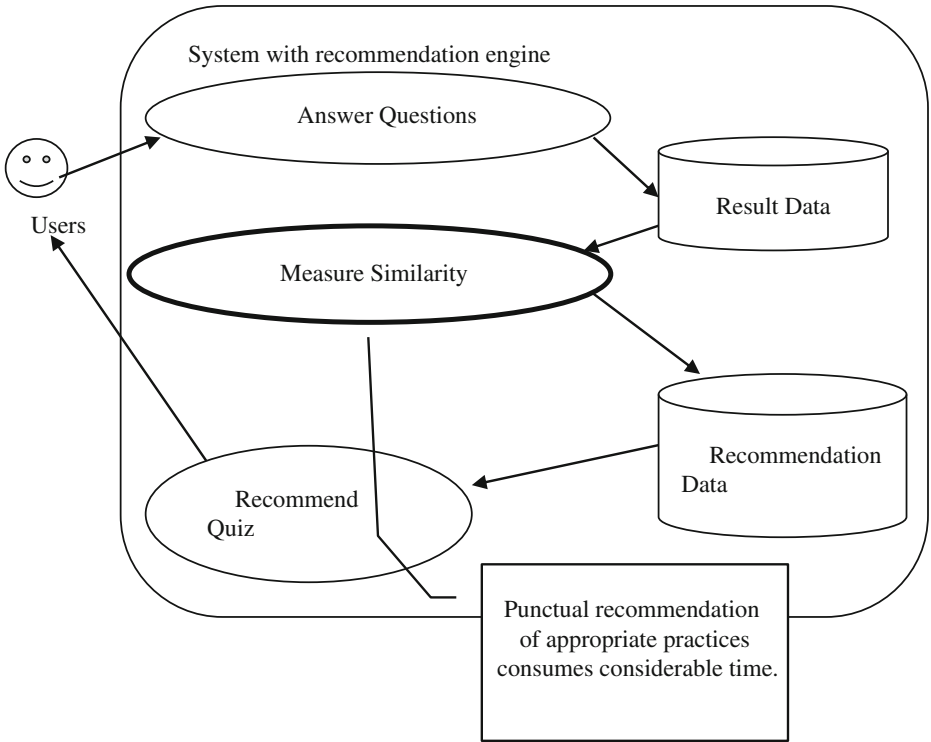 System with recommendation engine
Answer Questions
Result Data
Users
Measure Similarity
Recommendation
Data
Recommend
Quiz
Punctual recommendation
of appropriate practices
consumes considerable time.